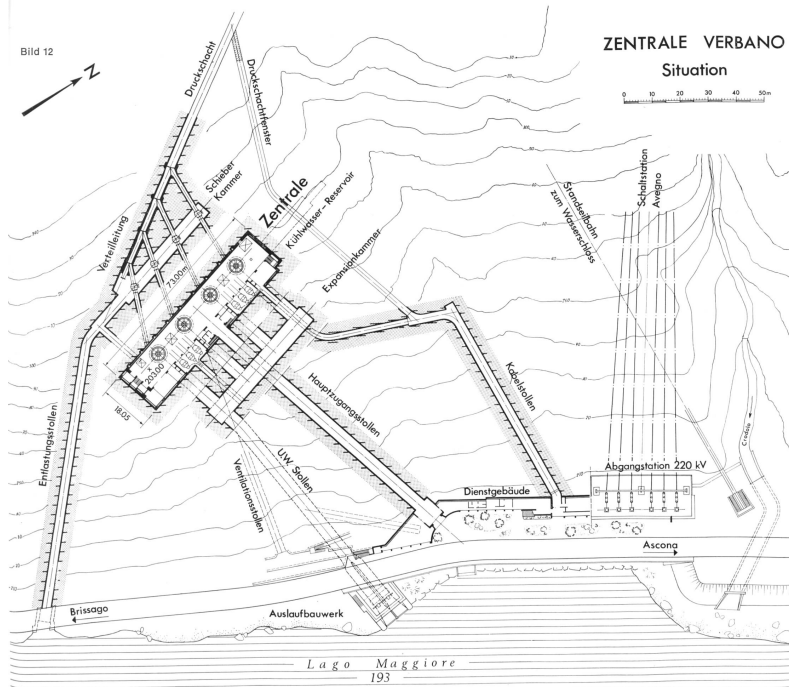 Bild 12
N
ZENTRALE VERBANO
Situation
0 10 20 30 40 50m
Druckschacht
Druckschachtfenster
Schieber
Kammer
Zentrale
Kühlwasser-Reservoir
Expansionkammer
Verteilleitung
73.00m
203.00
18.05
Entlastungsstollen
Hauptzugangsstollen
Kabelstollen
U.W. Stollen
Ventilationsstollen
Standseilbahn
zum Wasserschloss
Schaltstation
Avegno
Crodolo
Abgangstation 220 kV
Dienstgebäude
Ascona
Brissago
Auslaufbauwerk
Lago Maggiore
193